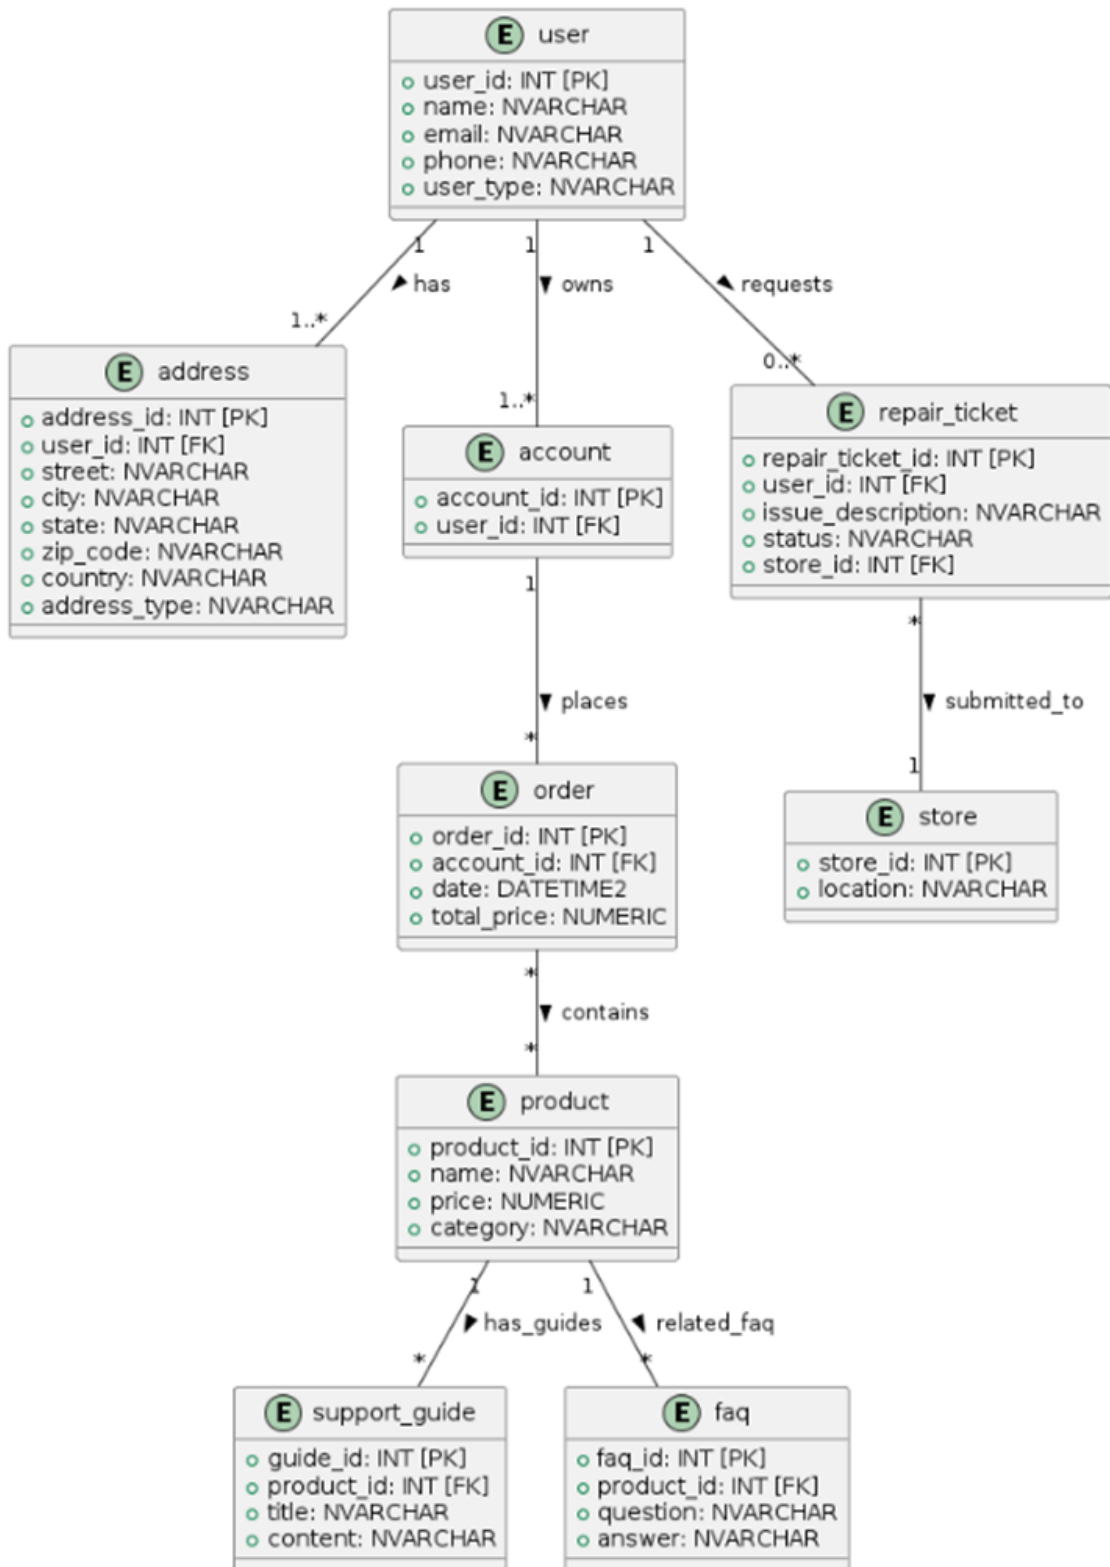 E user
user_id: INT [PK]
name: NVARCHAR
email: NVARCHAR
phone: NVARCHAR
user_type: NVARCHAR
1
1
1
has
owns
requests
1..*
1..*
0..*
E address
address_id: INT [PK]
user_id: INT [FK]
street: NVARCHAR
city: NVARCHAR
state: NVARCHAR
zip_code: NVARCHAR
country: NVARCHAR
address_type: NVARCHAR
E account
account_id: INT [PK]
user_id: INT [FK]
E repair_ticket
repair_ticket_id: INT [PK]
user_id: INT [FK]
issue_description: NVARCHAR
status: NVARCHAR
store_id: INT [FK]
1
places
*
*
submitted_to
1
E order
order_id: INT [PK]
account_id: INT [FK]
date: DATETIME2
total_price: NUMERIC
E store
store_id: INT [PK]
location: NVARCHAR
*
contains
*
E product
product_id: INT [PK]
name: NVARCHAR
price: NUMERIC
category: NVARCHAR
1
1
has_guides
related_faq
*
*
E support_guide
guide_id: INT [PK]
product_id: INT [FK]
title: NVARCHAR
content: NVARCHAR
E faq
faq_id: INT [PK]
product_id: INT [FK]
question: NVARCHAR
answer: NVARCHAR